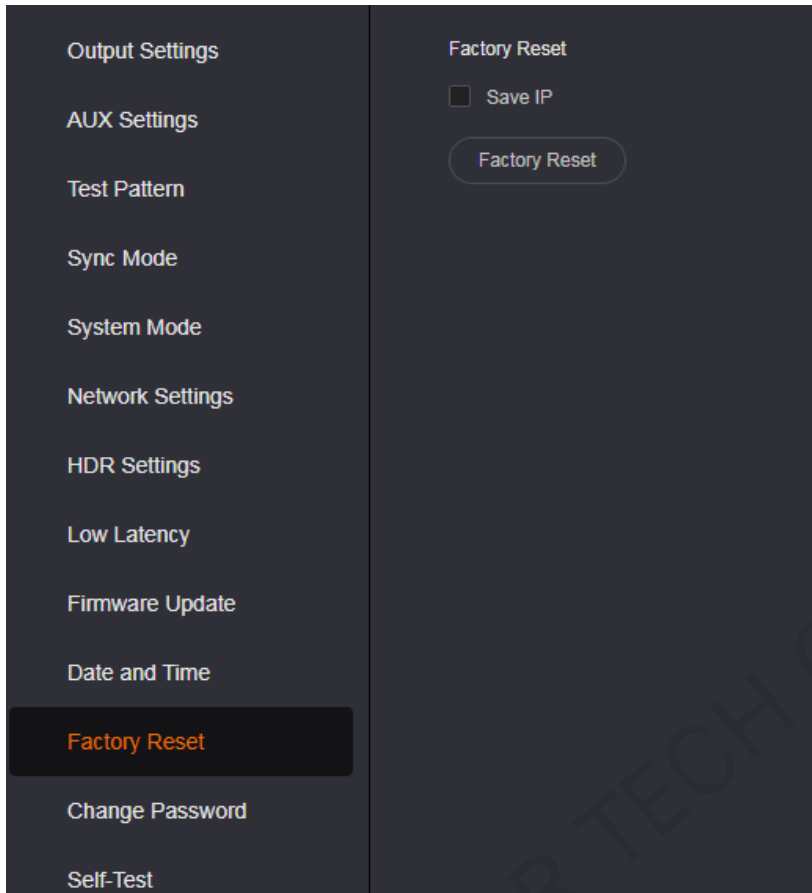 Output Settings
AUX Settings
Test Pattern
Sync Mode
System Mode
Network Settings
HDR Settings
Low Latency
Firmware Update
Date and Time
Factory Reset
Change Password
Self-Test
Factory Reset
Save IP
Factory Reset
TECH